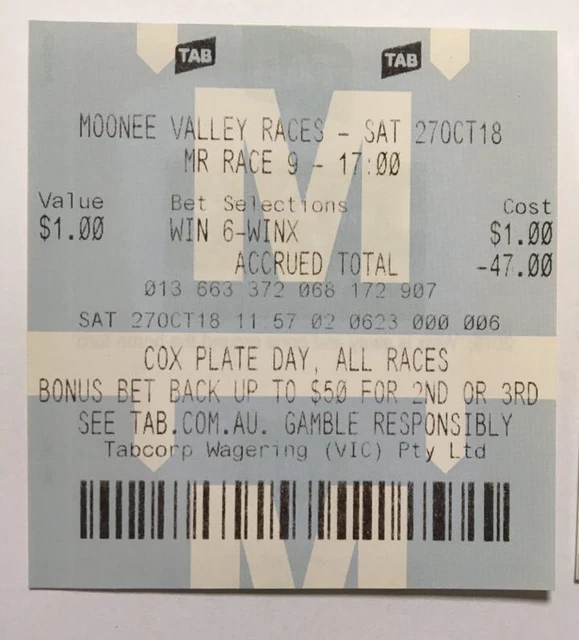 TAB TAB
MOONEE VALLEY RACES - SAT 27OCT18
MR RACE 9 - 17:00
Value Bet Selections Cost
$1.00 WIN 6-WINX $1.00
ACCRUED TOTAL -47.00
013 663 372 068 172 907
SAT 27OCT18 11 57 02 0623 000 006
COX PLATE DAY, ALL RACES
BONUS BET BACK UP TO $50 FOR 2ND OR 3RD
SEE TAB.COM.AU. GAMBLE RESPONSIBLY
Tabcorp Wagering (VIC) Pty Ltd